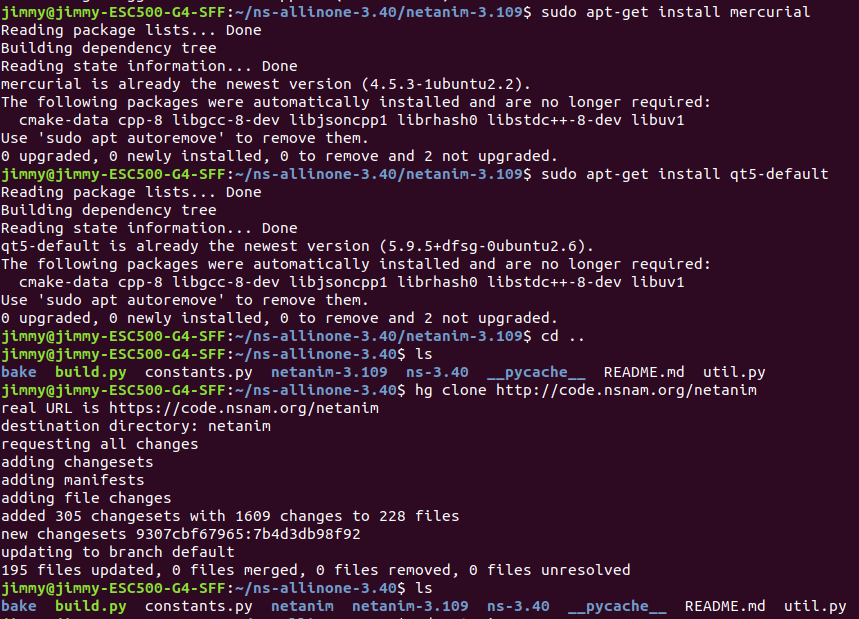 jimmy@jimmy-ESC500-G4-SFF:~/ns-allinone-3.40/netanim-3.109$ sudo apt-get install mercurial
Reading package lists... Done
Building dependency tree
Reading state information... Done
mercurial is already the newest version (4.5.3-1ubuntu2.2).
The following packages were automatically installed and are no longer required:
  cmake-data cpp-8 libgcc-8-dev libjsoncpp1 librhash0 libstdc++-8-dev libuv1
Use 'sudo apt autoremove' to remove them.
0 upgraded, 0 newly installed, 0 to remove and 2 not upgraded.
jimmy@jimmy-ESC500-G4-SFF:~/ns-allinone-3.40/netanim-3.109$ sudo apt-get install qt5-default
Reading package lists... Done
Building dependency tree
Reading state information... Done
qt5-default is already the newest version (5.9.5+dfsg-0ubuntu2.6).
The following packages were automatically installed and are no longer required:
  cmake-data cpp-8 libgcc-8-dev libjsoncpp1 librhash0 libstdc++-8-dev libuv1
Use 'sudo apt autoremove' to remove them.
0 upgraded, 0 newly installed, 0 to remove and 2 not upgraded.
jimmy@jimmy-ESC500-G4-SFF:~/ns-allinone-3.40/netanim-3.109$ cd ..
jimmy@jimmy-ESC500-G4-SFF:~/ns-allinone-3.40$ ls
bake  build.py  constants.py  netanim-3.109  ns-3.40  __pycache__  README.md  util.py
jimmy@jimmy-ESC500-G4-SFF:~/ns-allinone-3.40$ hg clone http://code.nsnam.org/netanim
real URL is https://code.nsnam.org/netanim
destination directory: netanim
requesting all changes
adding changesets
adding manifests
adding file changes
added 305 changesets with 1609 changes to 228 files
new changesets 9307cbf67965:7b4d3db98f92
updating to branch default
195 files updated, 0 files merged, 0 files removed, 0 files unresolved
jimmy@jimmy-ESC500-G4-SFF:~/ns-allinone-3.40$ ls
bake  build.py  constants.py  netanim  netanim-3.109  ns-3.40  __pycache__  README.md  util.py